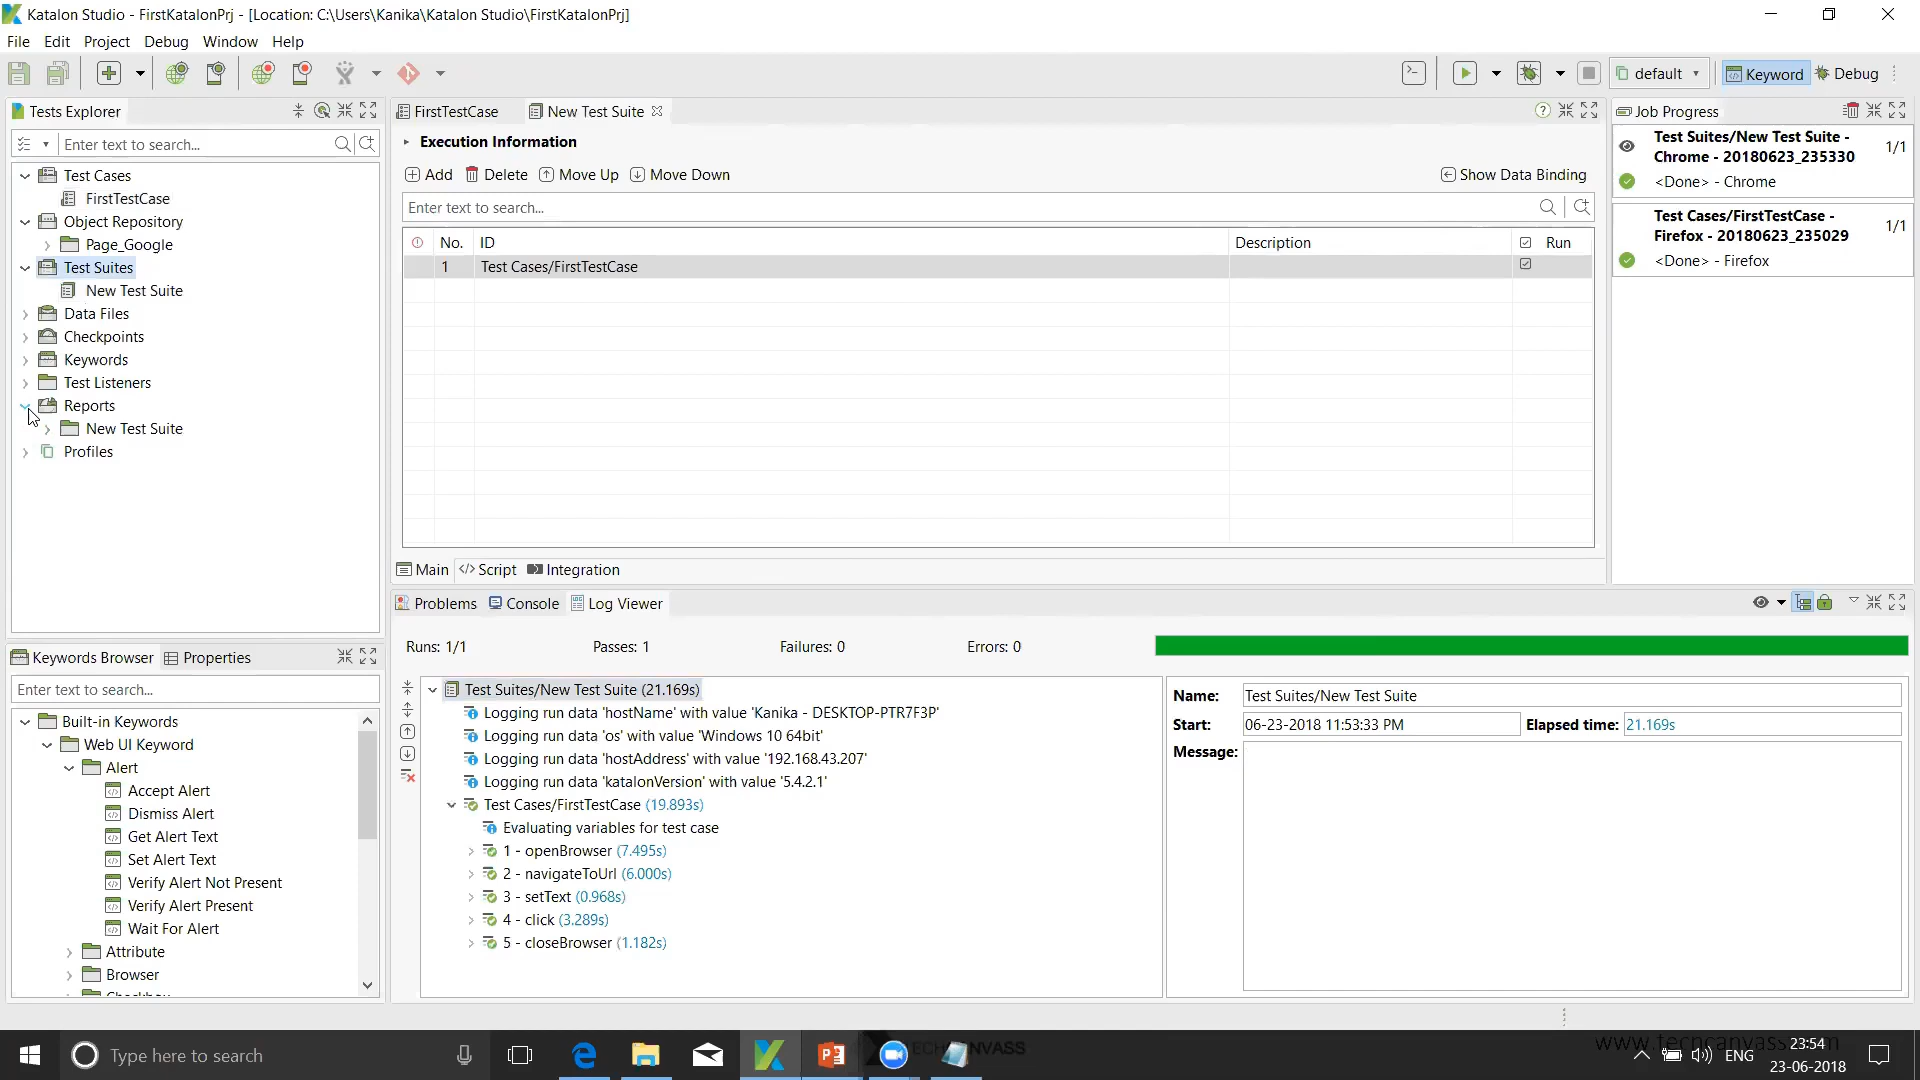 Katalon Studio - FirstKatalonPrj - [Location: C:\Users\Kanika\Katalon Studio\FirstKatalonPrj]
File Edit Project Debug Window Help
default Keyword Debug
Tests Explorer
Enter text to search...
Test Cases
FirstTestCase
Object Repository
Page_Google
Test Suites
New Test Suite
Data Files
Checkpoints
Keywords
Test Listeners
Reports
New Test Suite
Profiles
FirstTestCase New Test Suite
Execution Information
Add Delete Move Up Move Down Show Data Binding
Enter text to search...
No. ID Description Run
1 Test Cases/FirstTestCase
Main Script Integration
Job Progress
Test Suites/New Test Suite - 1/1
Chrome - 20180623_235330
<Done> - Chrome
Test Cases/FirstTestCase - 1/1
Firefox - 20180623_235029
<Done> - Firefox
Keywords Browser Properties
Enter text to search...
Built-in Keywords
Web UI Keyword
Alert
Accept Alert
Dismiss Alert
Get Alert Text
Set Alert Text
Verify Alert Not Present
Verify Alert Present
Wait For Alert
Attribute
Browser
Problems Console Log Viewer
Runs: 1/1 Passes: 1 Failures: 0 Errors: 0
Test Suites/New Test Suite (21.169s)
Logging run data 'hostName' with value 'Kanika - DESKTOP-PTR7F3P'
Logging run data 'os' with value 'Windows 10 64bit'
Logging run data 'hostAddress' with value '192.168.43.207'
Logging run data 'katalonVersion' with value '5.4.2.1'
Test Cases/FirstTestCase (19.893s)
Evaluating variables for test case
1 - openBrowser (7.495s)
2 - navigateToUrl (6.000s)
3 - setText (0.968s)
4 - click (3.289s)
5 - closeBrowser (1.182s)
Name: Test Suites/New Test Suite
Start: 06-23-2018 11:53:33 PM Elapsed time: 21.169s
Message:
Type here to search
ENG
23:54
23-06-2018